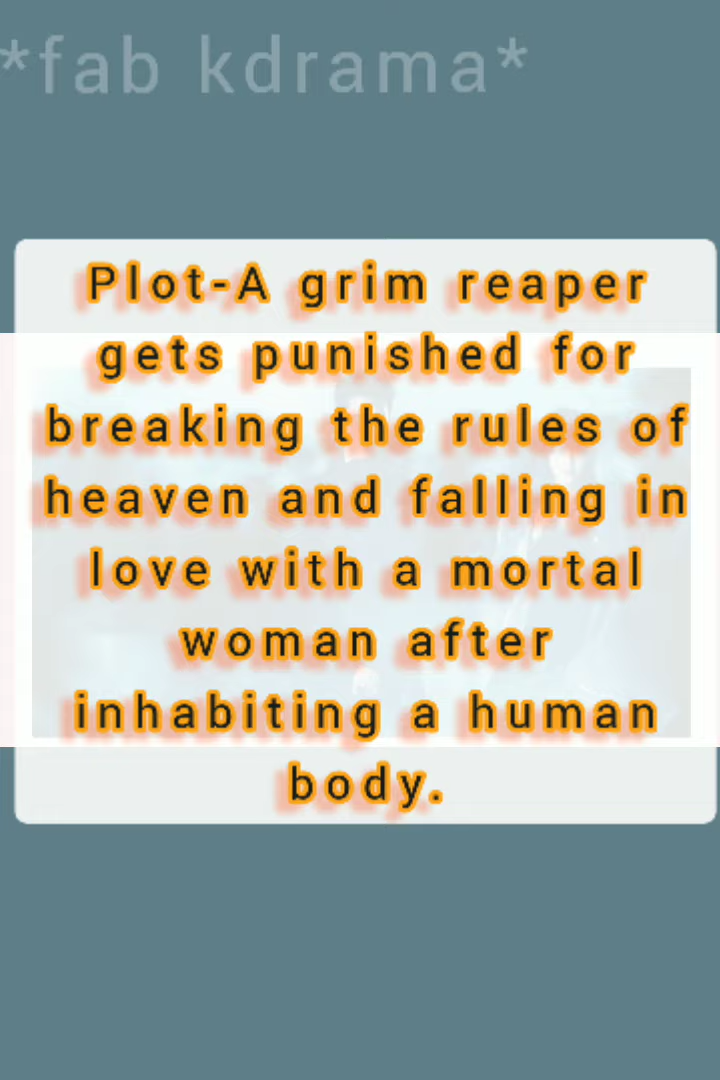 *fab kdrama*
Plot-A grim reaper
gets punished for
breaking the rules of
heaven and falling in
love with a mortal
woman after
inhabiting a human
body.